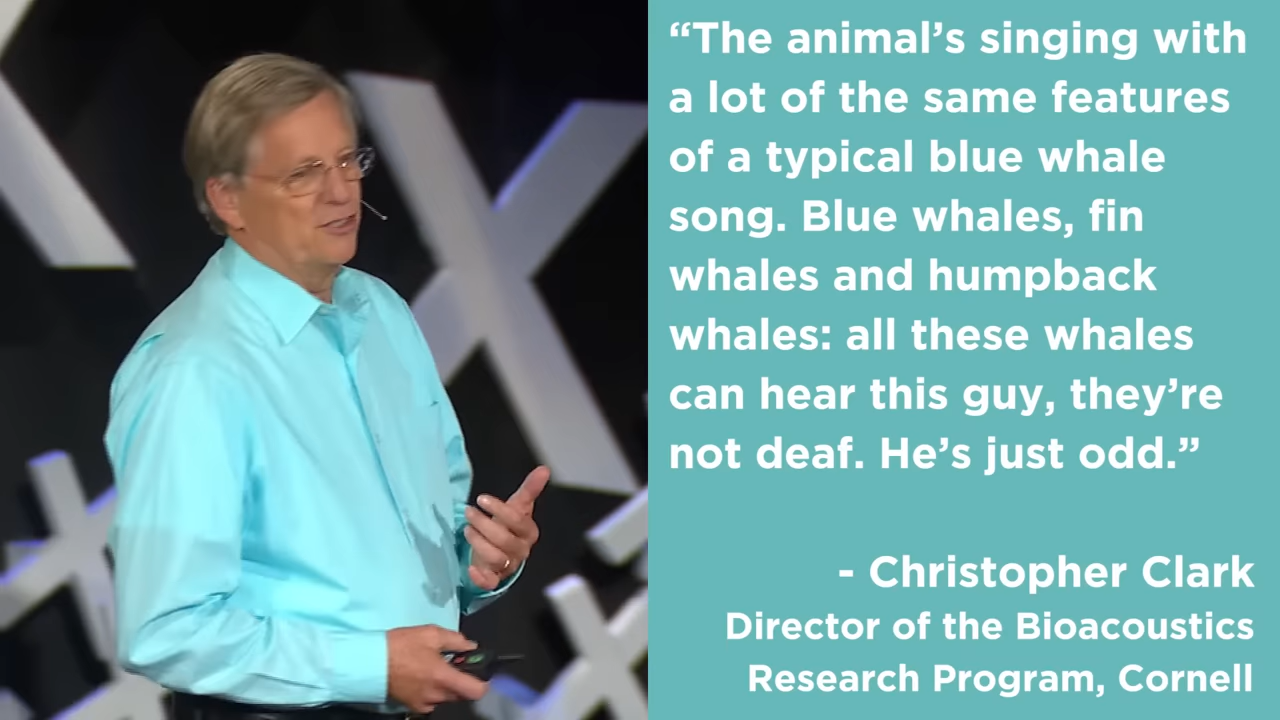 “The animal’s singing with
a lot of the same features
of a typical blue whale
song. Blue whales, fin
whales and humpback
whales: all these whales
can hear this guy, they’re
not deaf. He’s just odd.”
- Christopher Clark
Director of the Bioacoustics
Research Program, Cornell